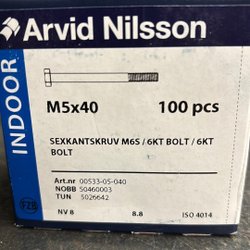 Arvid Nilsson
INDOOR
M5x40 100 pcs
SEXKANTSKRUV M6S / 6KT BOLT / 6KT
BOLT
Art.nr 00533-05-040
NOBB 50460003
TUN 5026642
FZB
NV 8 8.8 ISO 4014